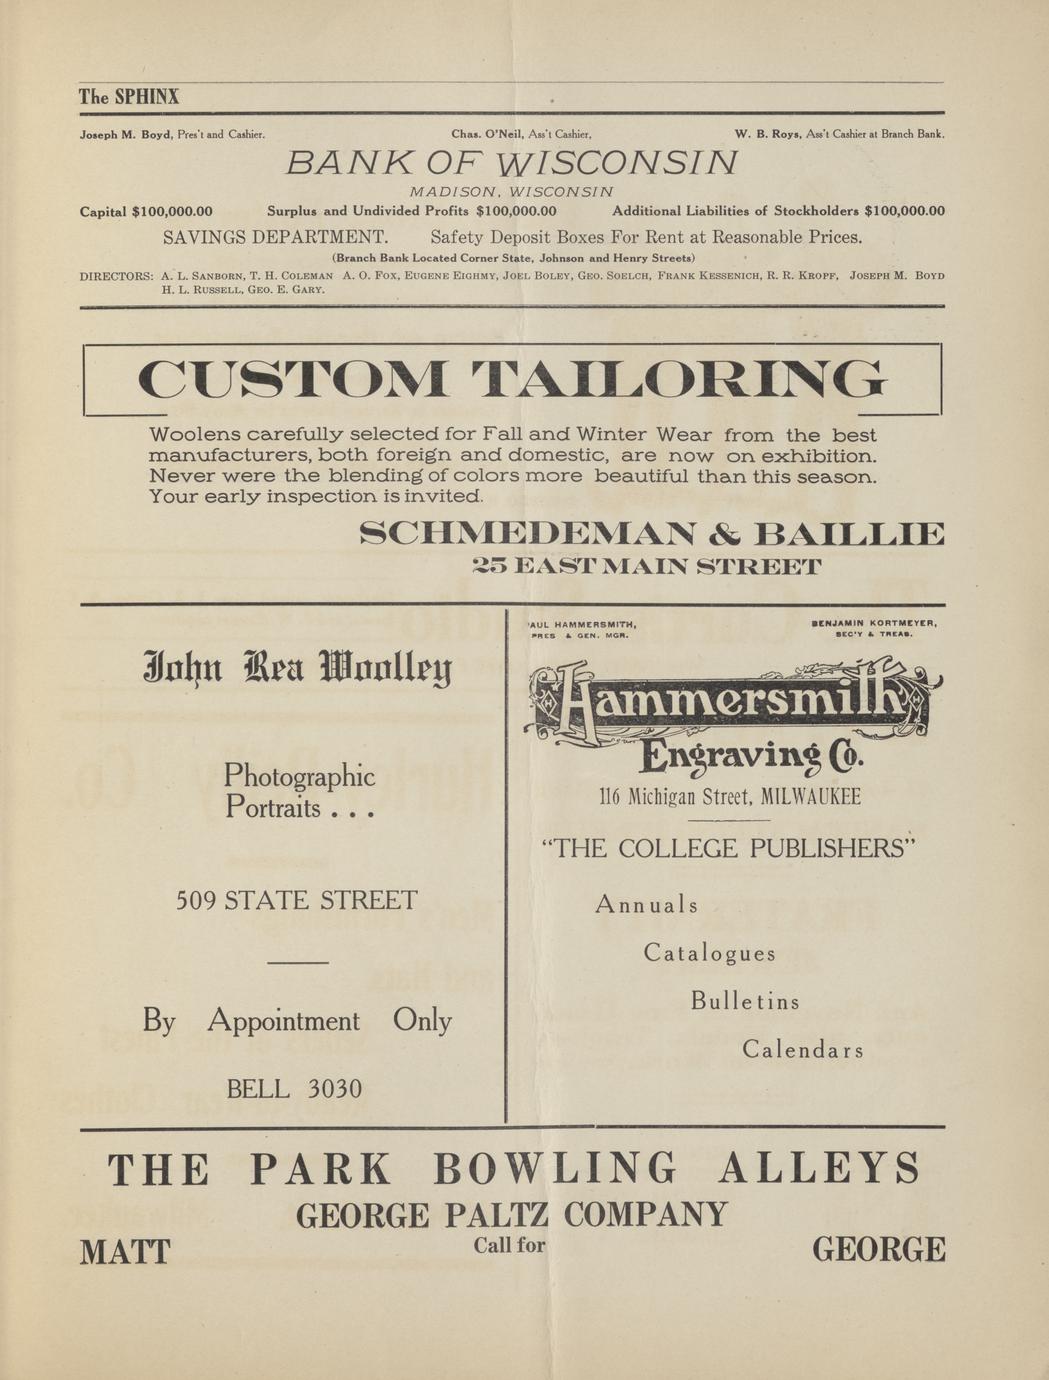 The SPHINX
Joseph M. Boyd, Pres't and Cashier. Chas. O'Neil, Ass't Cashier, W. B. Roys, Ass't Cashier at Branch Bank.
BANK OF WISCONSIN
MADISON, WISCONSIN
Capital $100,000.00 Surplus and Undivided Profits $100,000.00 Additional Liabilities of Stockholders $100,000.00
SAVINGS DEPARTMENT. Safety Deposit Boxes For Rent at Reasonable Prices.
(Branch Bank Located Corner State, Johnson and Henry Streets)
DIRECTORS: A. L. SANBORN, T. H. COLEMAN A. O. FOX, EUGENE EIGHMY, JOEL BOLEY, GEO. SOELCH, FRANK KESSENICH, R. R. KROPF, JOSEPH M. BOYD
H. L. RUSSELL, GEO. E. GARY.
CUSTOM TAILORING
Woolens carefully selected for Fall and Winter Wear from the best
manufacturers, both foreign and domestic, are now on exhibition.
Never were the blending of colors more beautiful than this season.
Your early inspection is invited.
SCHMEDEMAN & BAILLIE
25 EAST MAIN STREET
John Rea Woolley
Photographic
Portraits . . .
509 STATE STREET
By Appointment Only
BELL 3030
AUL HAMMERSMITH, BENJAMIN KORTMEYER,
PRES & GEN. MGR. SEC'Y & TREAS.
Hammersmith
Engraving Co.
116 Michigan Street, MILWAUKEE
"THE COLLEGE PUBLISHERS"
Annuals
Catalogues
Bulletins
Calendars
THE PARK BOWLING ALLEYS
GEORGE PALTZ COMPANY
MATT Call for GEORGE